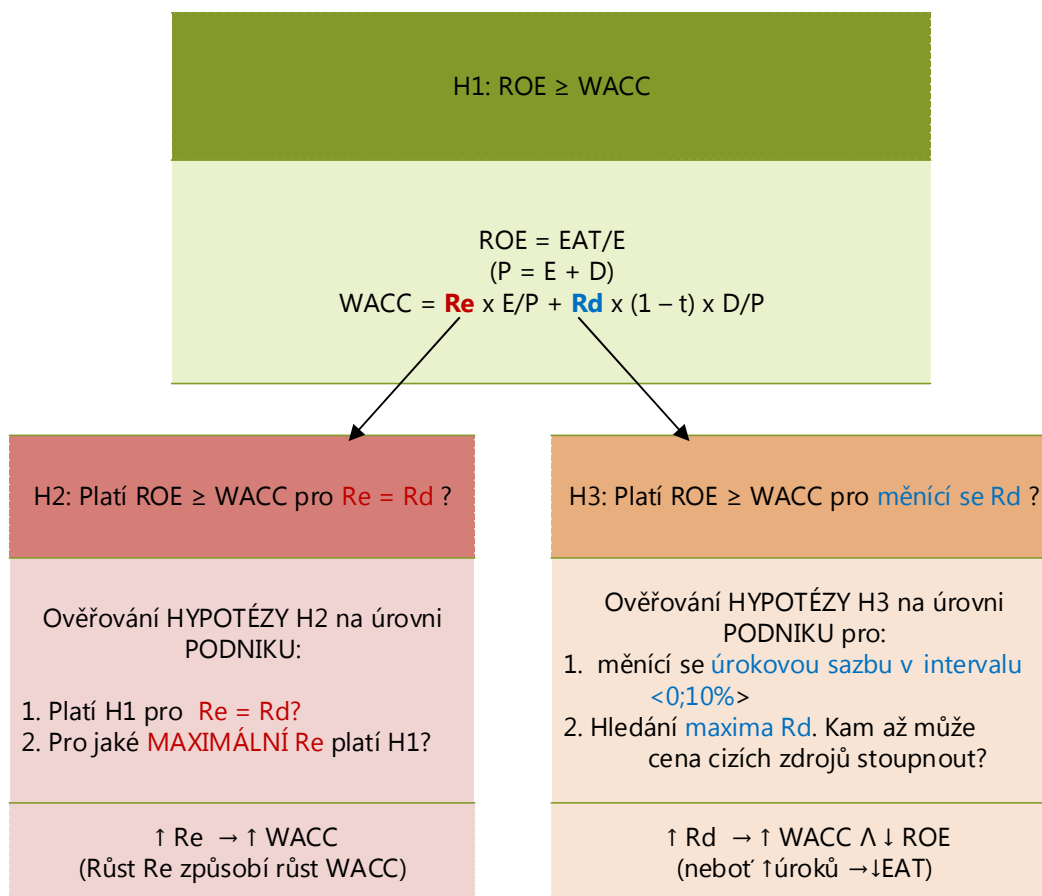 H1: ROE ≥ WACC
ROE = EAT/E
(P = E + D)
WACC = Re x E/P + Rd x (1 – t) x D/P
H2: Platí ROE ≥ WACC pro Re = Rd ?
Ověřování HYPOTÉZY H2 na úrovni
PODNIKU:
1. Platí H1 pro Re = Rd?
2. Pro jaké MAXIMÁLNÍ Re platí H1?
↑ Re → ↑ WACC
(Růst Re způsobí růst WACC)
H3: Platí ROE ≥ WACC pro měnící se Rd ?
Ověřování HYPOTÉZY H3 na úrovni
PODNIKU pro:
1. měnící se úrokovou sazbu v intervalu
<0;10%>
2. Hledání maxima Rd. Kam až může
cena cizích zdrojů stoupnout?
↑ Rd → ↑ WACC Λ ↓ ROE
(neboť ↑úroků →↓EAT)